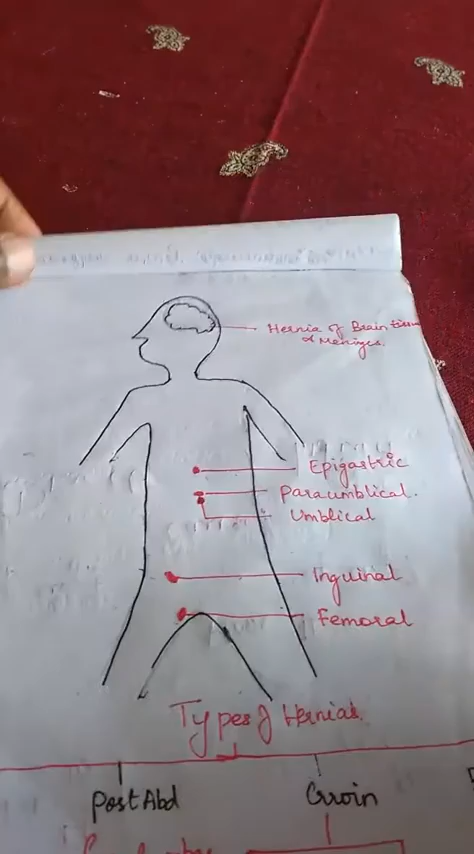 Hernia of Brain tissue
& Meninges.
Epigastric
Paraumblical.
Umblical
Inguinal
Femoral
Types of Hernias.
Post Abd
Groin